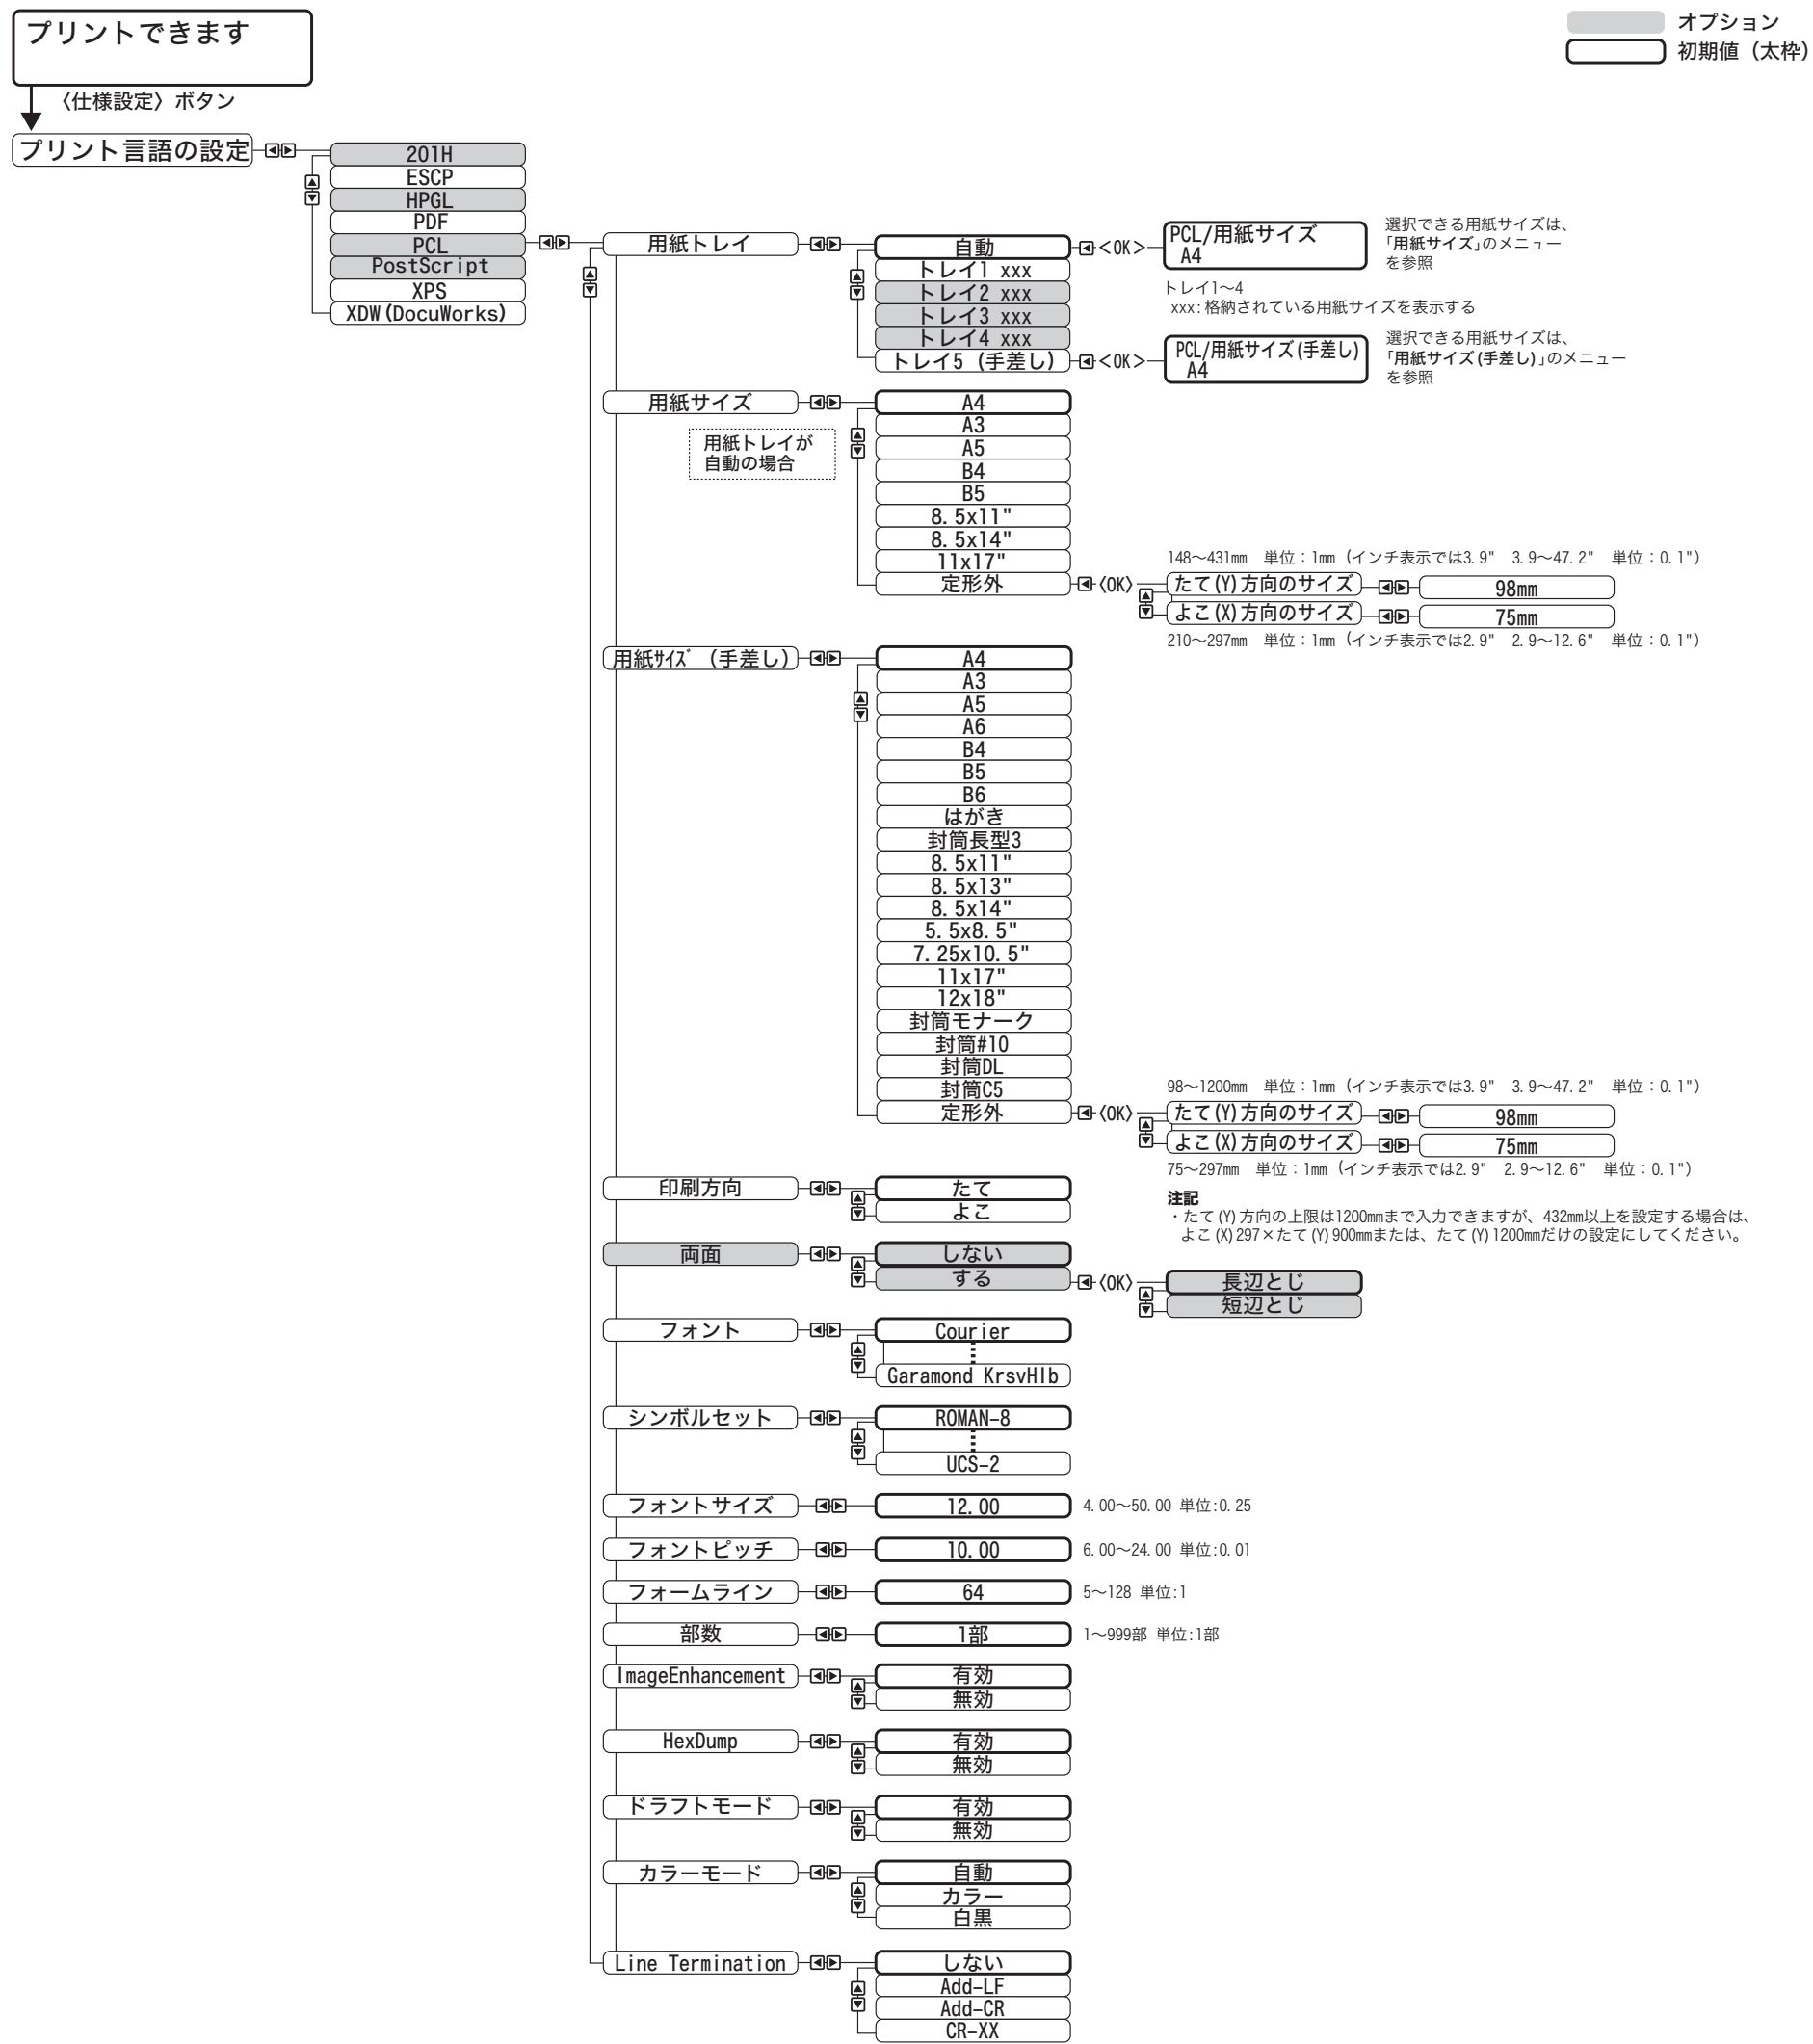 プリントできます
オプション
初期値（太枠）
〈仕様設定〉ボタン
プリント言語の設定
201H
ESCP
HPGL
PDF
PCL
PostScript
XPS
XDW(DocuWorks)
用紙トレイ
自動
トレイ1 xxx
トレイ2 xxx
トレイ3 xxx
トレイ4 xxx
トレイ5 (手差し)
<OK>
PCL/用紙サイズ
A4
選択できる用紙サイズは、
「用紙サイズ」のメニュー
を参照
トレイ1～4
xxx:格納されている用紙サイズを表示する
<OK>
PCL/用紙サイズ(手差し)
A4
選択できる用紙サイズは、
「用紙サイズ(手差し)」のメニュー
を参照
用紙サイズ
用紙トレイが
自動の場合
A4
A3
A5
B4
B5
8.5x11"
8.5x14"
11x17"
定形外
〈OK〉
148～431mm 単位：1mm（インチ表示では3.9" 3.9～47.2" 単位：0.1"）
たて(Y)方向のサイズ
98mm
よこ(X)方向のサイズ
75mm
210～297mm 単位：1mm（インチ表示では2.9" 2.9～12.6" 単位：0.1"）
用紙ｻｲｽﾞ（手差し）
A4
A3
A5
A6
B4
B5
B6
はがき
封筒長型3
8.5x11"
8.5x13"
8.5x14"
5.5x8.5"
7.25x10.5"
11x17"
12x18"
封筒モナーク
封筒#10
封筒DL
封筒C5
定形外
〈OK〉
98～1200mm 単位：1mm（インチ表示では3.9" 3.9～47.2" 単位：0.1"）
たて(Y)方向のサイズ
98mm
よこ(X)方向のサイズ
75mm
75～297mm 単位：1mm（インチ表示では2.9" 2.9～12.6" 単位：0.1"）
注記
・たて(Y)方向の上限は1200mmまで入力できますが、432mm以上を設定する場合は、
よこ(X)297×たて(Y)900mmまたは、たて(Y)1200mmだけの設定にしてください。
印刷方向
たて
よこ
両面
しない
する
〈OK〉
長辺とじ
短辺とじ
フォント
Courier
Garamond KrsvHlb
シンボルセット
ROMAN-8
UCS-2
フォントサイズ
12.00
4.00～50.00 単位:0.25
フォントピッチ
10.00
6.00～24.00 単位:0.01
フォームライン
64
5～128 単位:1
部数
1部
1～999部 単位:1部
ImageEnhancement
有効
無効
HexDump
有効
無効
ドラフトモード
有効
無効
カラーモード
自動
カラー
白黒
Line Termination
しない
Add-LF
Add-CR
CR-XX